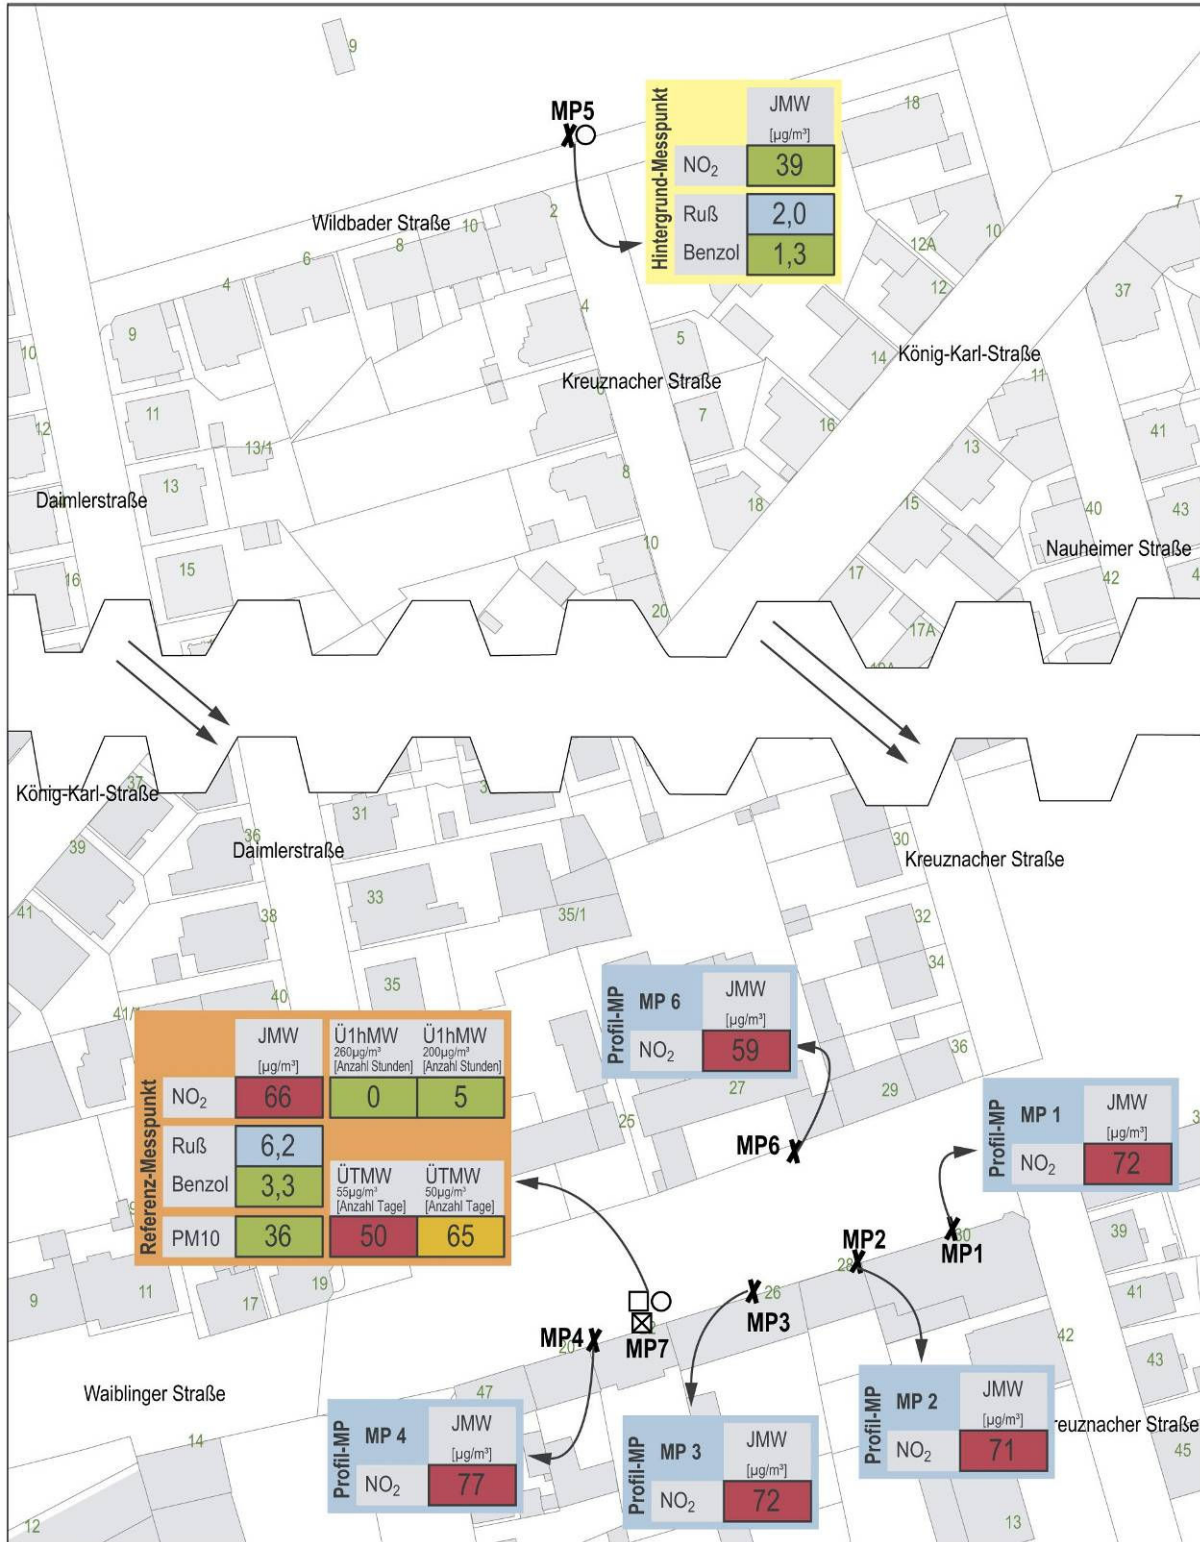 9
MP5
Hintergrund-Messpunkt
JMW
[µg/m³]
NO₂ 39
Ruß 2,0
Benzol 1,3
18
7
Wildbader Straße
2
10
8
6
4
12A
10
12
37
9
4
5
10
14
König-Karl-Straße
Kreuznacher Straße
6
11
11
7
16
12
13/1
41
13
13
8
18
15
Daimlerstraße
40
43
10
Nauheimer Straße
16
15
17
42
4
20
17A
König-Karl-Straße
37
31
36
30
39
Daimlerstraße
Kreuznacher Straße
33
41
38
35/1
32
34
35
40
36
27
29
25
Profil-MP
MP 6
JMW
[µg/m³]
NO₂ 59
MP6
Referenz-Messpunkt
JMW
[µg/m³]
Ü1hMW
260µg/m³
[Anzahl Stunden]
Ü1hMW
200µg/m³
[Anzahl Stunden]
NO₂ 66 0 5
Ruß 6,2
Benzol 3,3
ÜTMW
55µg/m³
[Anzahl Tage]
ÜTMW
50µg/m³
[Anzahl Tage]
PM10 36 50 65
Profil-MP
MP 1
JMW
[µg/m³]
NO₂ 72
30
MP1
MP2
28
39
26
MP3
9
11
17
19
41
MP4
20
MP7
42
43
47
Waiblinger Straße
14
12
Profil-MP
MP 4
JMW
[µg/m³]
NO₂ 77
Profil-MP
MP 3
JMW
[µg/m³]
NO₂ 72
Profil-MP
MP 2
JMW
[µg/m³]
NO₂ 71
reuznacher Straße
45
13